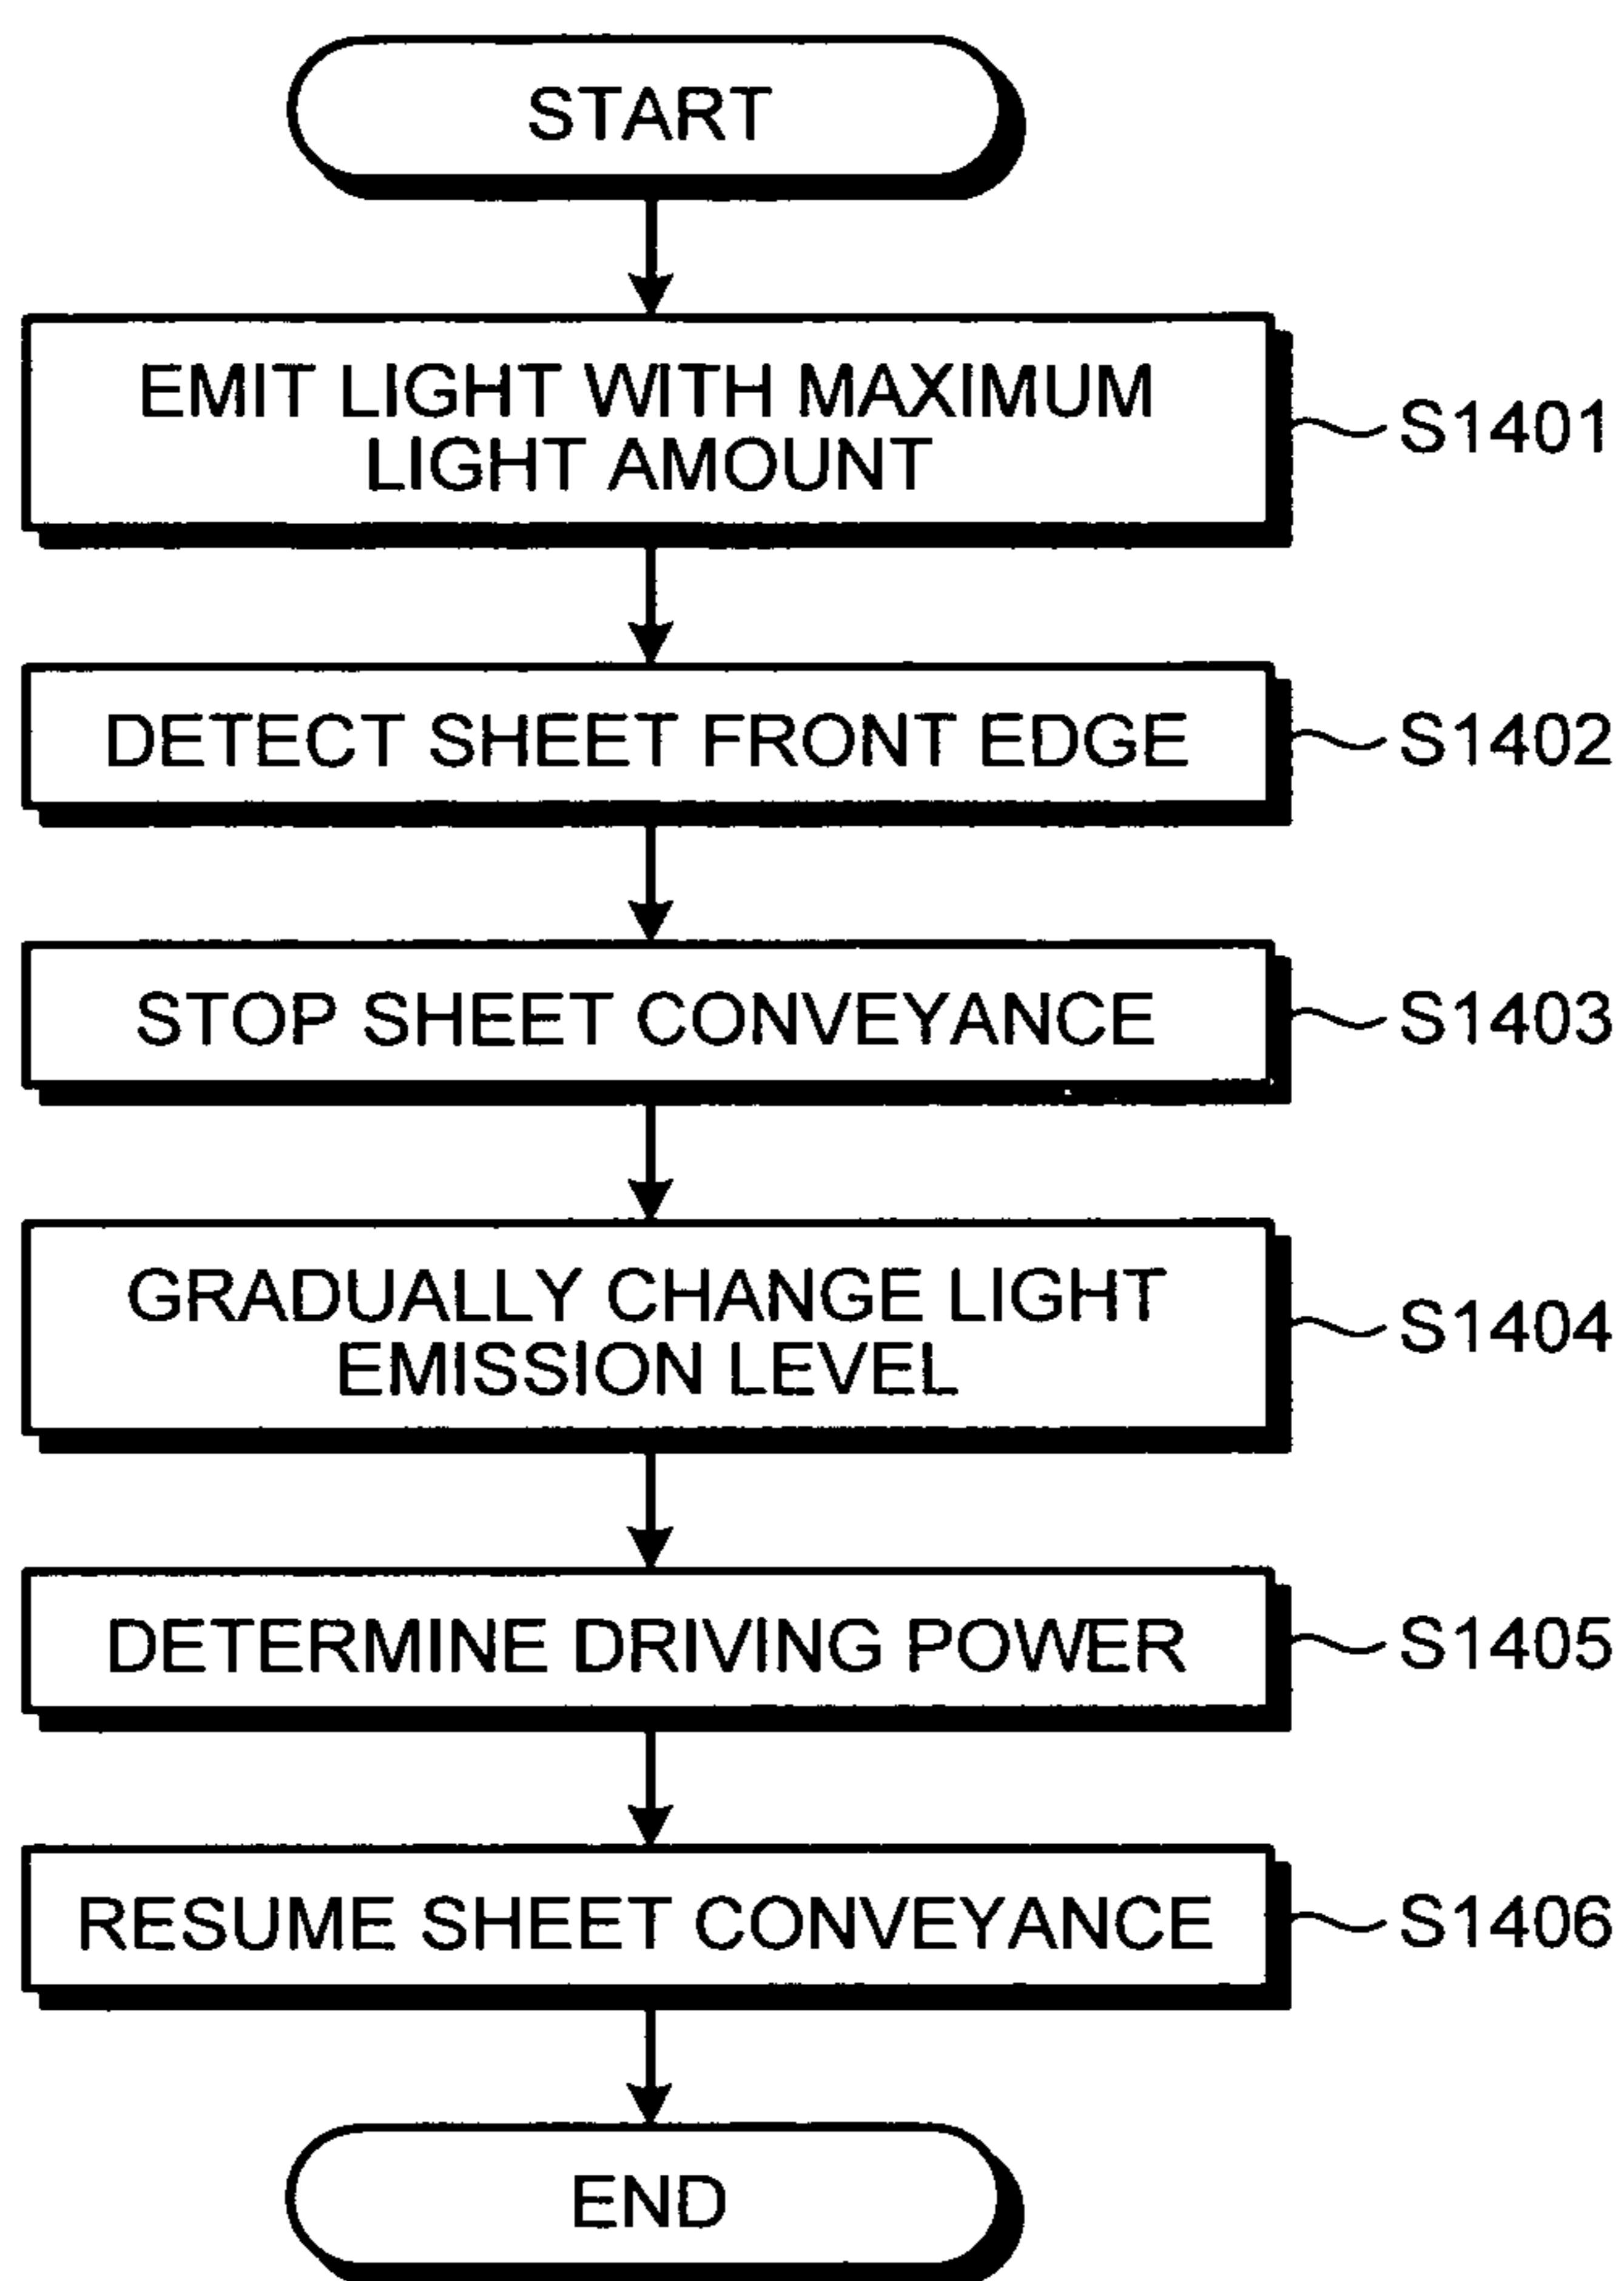 START
EMIT LIGHT WITH MAXIMUM
LIGHT AMOUNT
S1401
DETECT SHEET FRONT EDGE
S1402
STOP SHEET CONVEYANCE
S1403
GRADUALLY CHANGE LIGHT
EMISSION LEVEL
S1404
DETERMINE DRIVING POWER
S1405
RESUME SHEET CONVEYANCE
S1406
END